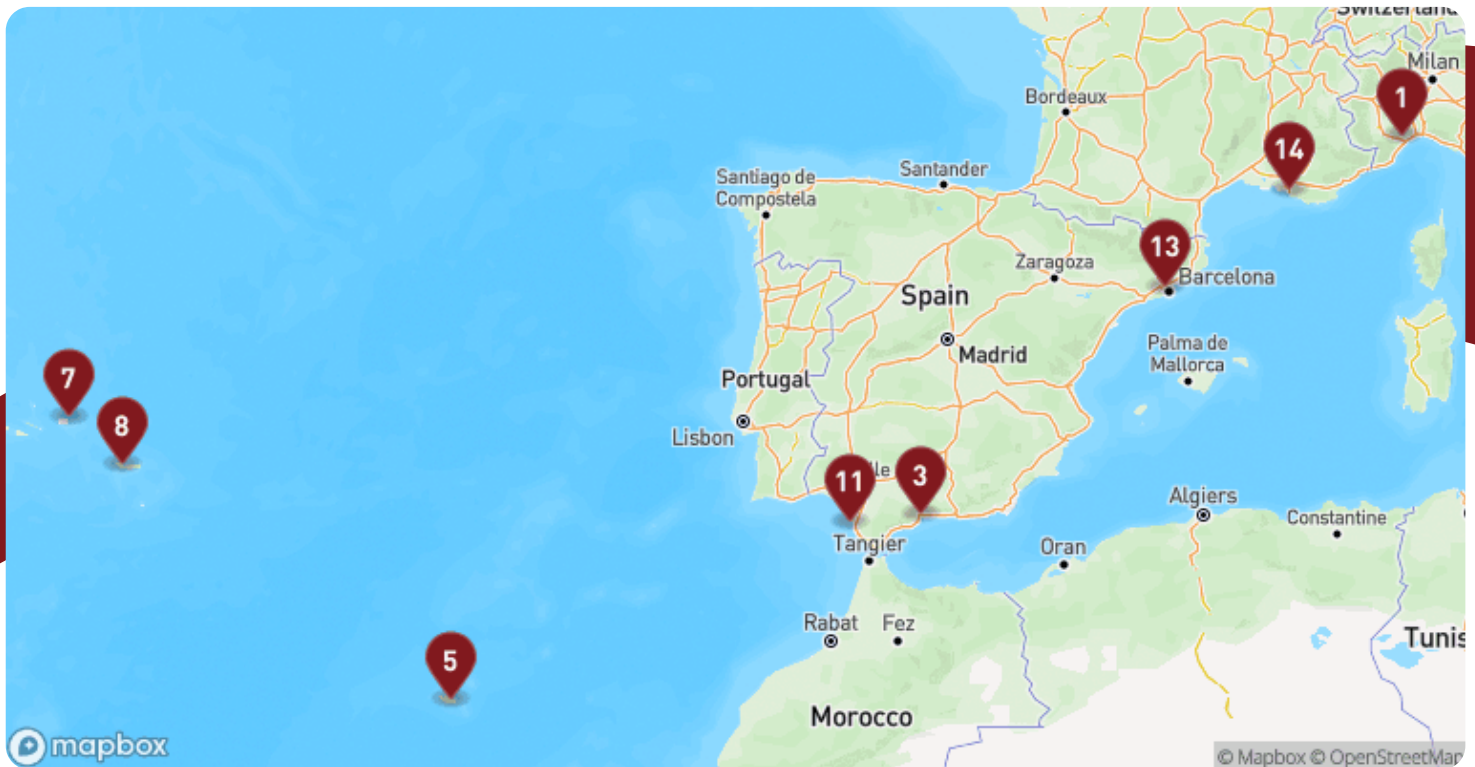 Switzerland
Milan
1
Bordeaux
14
Santander
Santiago de
Compostela
13
Zaragoza
Barcelona
Spain
Madrid
Palma de
Mallorca
7
Portugal
8
Lisbon
lle
3
11
Algiers
Constantine
Tangier
Oran
Rabat
Fez
Tunis
5
Morocco
mapbox
© Mapbox © OpenStreetMap